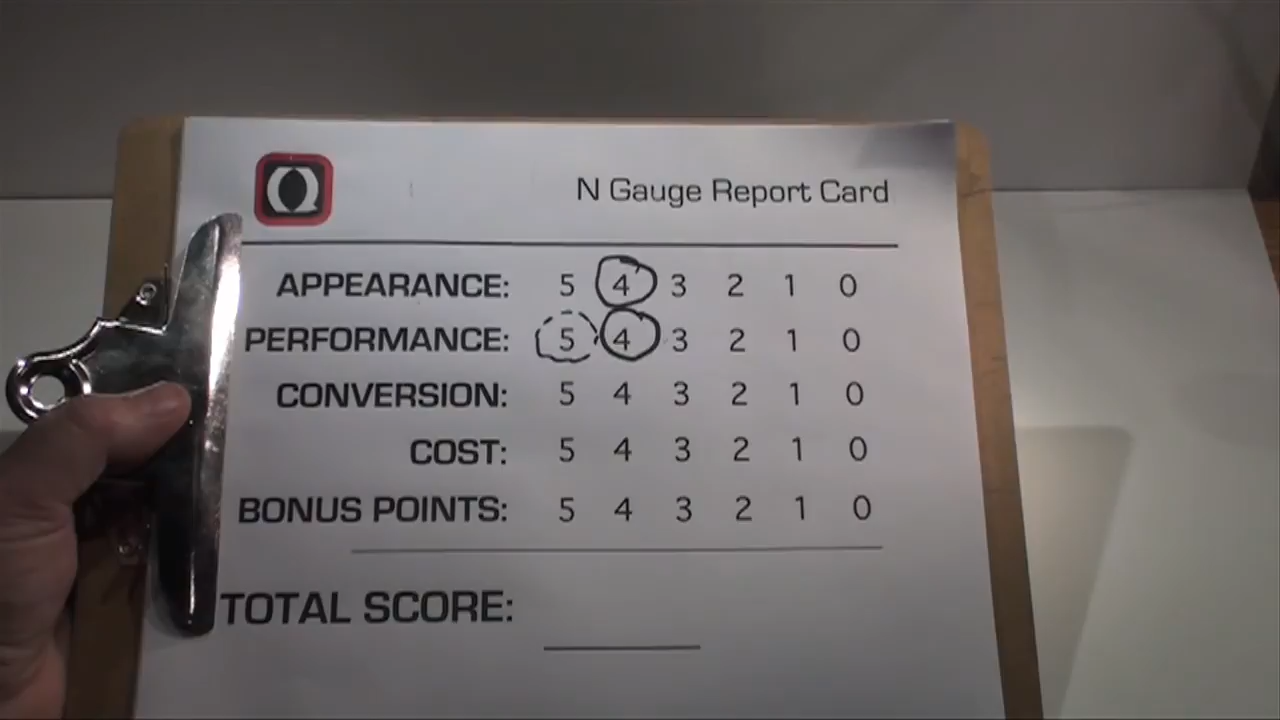 N Gauge Report Card
APPEARANCE: 5 4 3 2 1 0
PERFORMANCE: 5 4 3 2 1 0
CONVERSION: 5 4 3 2 1 0
COST: 5 4 3 2 1 0
BONUS POINTS: 5 4 3 2 1 0
TOTAL SCORE: